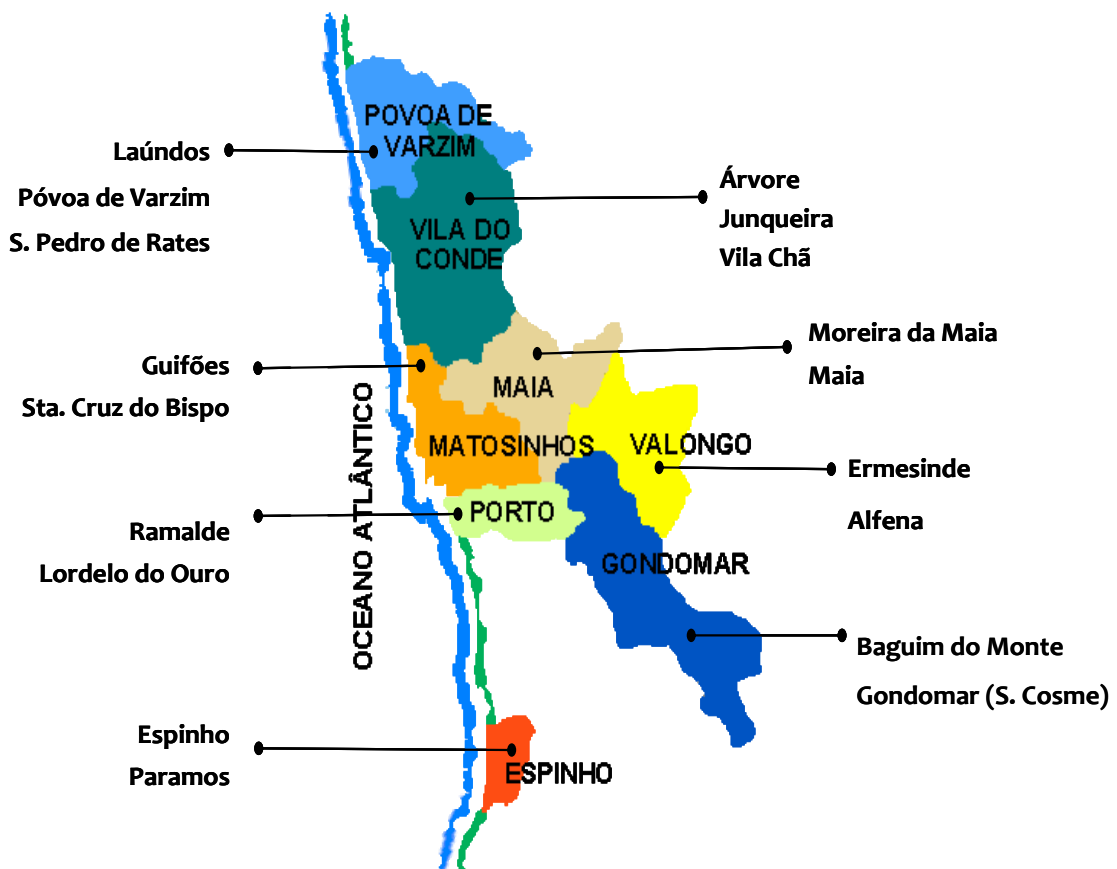 POVOA DE
VARZIM
Laúndos
Póvoa de Varzim
S. Pedro de Rates
Árvore
Junqueira
Vila Chã
VILA DO
CONDE
Moreira da Maia
Maia
Guifões
Sta. Cruz do Bispo
MAIA
MATOSINHOS
VALONGO
Ermesinde
Alfena
OCEANO ATLÂNTICO
PORTO
Ramalde
Lordelo do Ouro
GONDOMAR
Baguim do Monte
Gondomar (S. Cosme)
Espinho
Paramos
ESPINHO